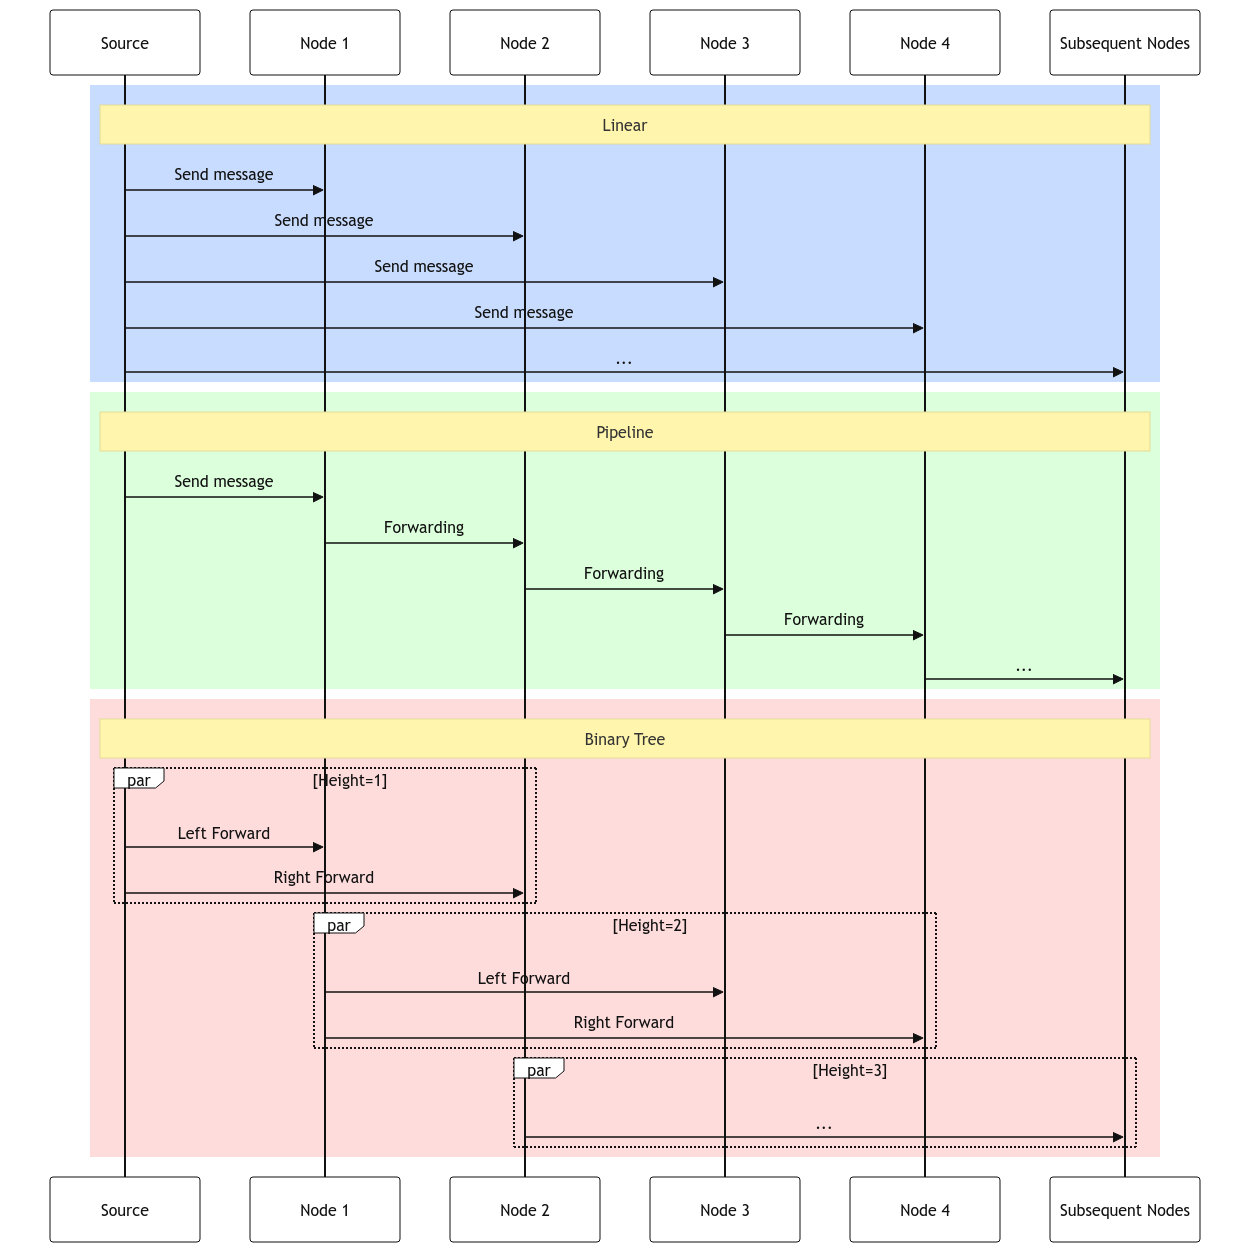 Source
Node 1
Node 2
Node 3
Node 4
Subsequent Nodes
Linear
Send message
Send message
Send message
Send message
...
Pipeline
Send message
Forwarding
Forwarding
Forwarding
...
Binary Tree
par
[Height=1]
Left Forward
Right Forward
par
[Height=2]
Left Forward
Right Forward
par
[Height=3]
...
Source
Node 1
Node 2
Node 3
Node 4
Subsequent Nodes